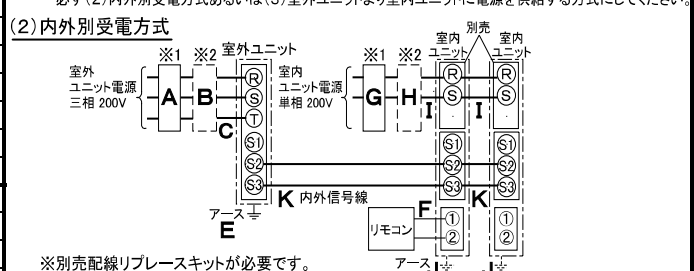 必ず(2)内外別受電方式あるいは(3)室外ユニットより室内ユニットに電源を供給する方式にしてください。
(2)内外別受電方式
別売
※1 ※2 室外ユニット ※1 ※2 室内ユニット 室内ユニット
室外
ユニット電源
三相 200V
A B C
R
S
T
S1
S2
S3
室内
ユニット電源
単相 200V
G H I I
R
S
S1
S2
S3
R
S
S1
S2
S3
K 内外信号線 K
アース
E
リモコン
F
①
②
①
②
アース
※別売配線リプレースキットが必要です。